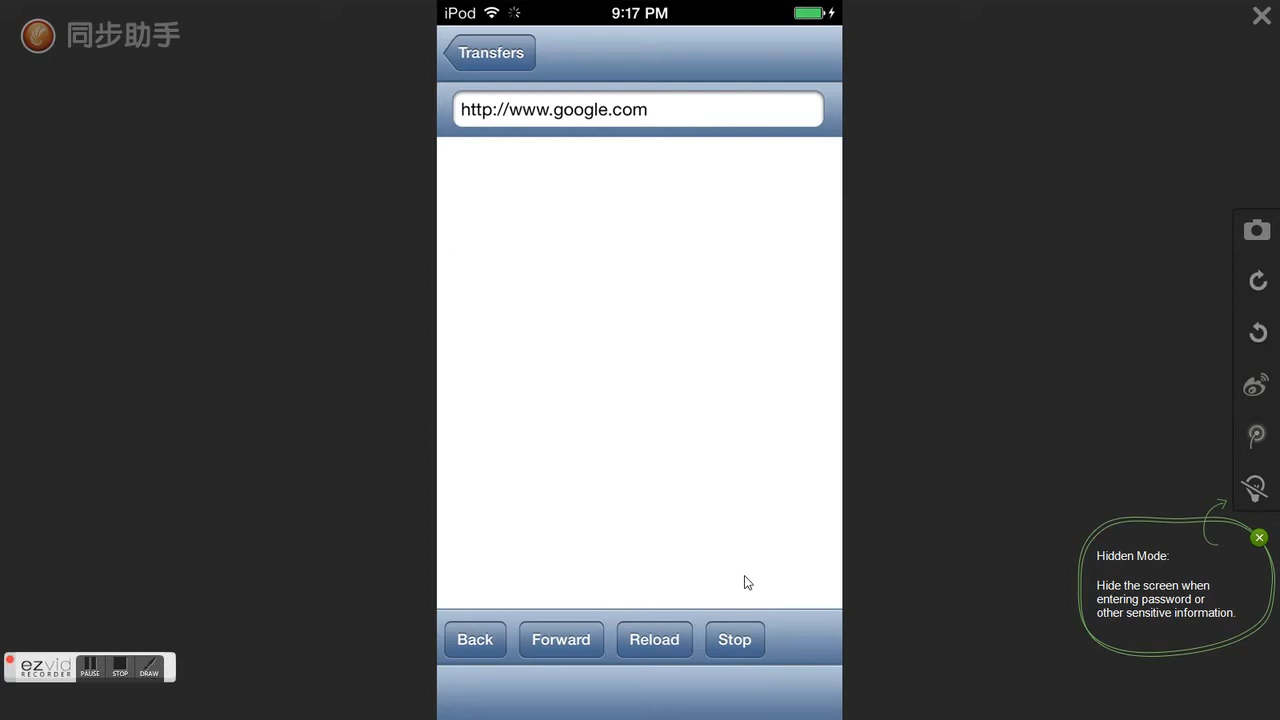 同步助手
iPod 9:17 PM
Transfers
http://www.google.com
Back Forward Reload Stop
Hidden Mode:
Hide the screen when
entering password or
other sensitive information.
ezvid
RECORDER
PAUSE STOP DRAW